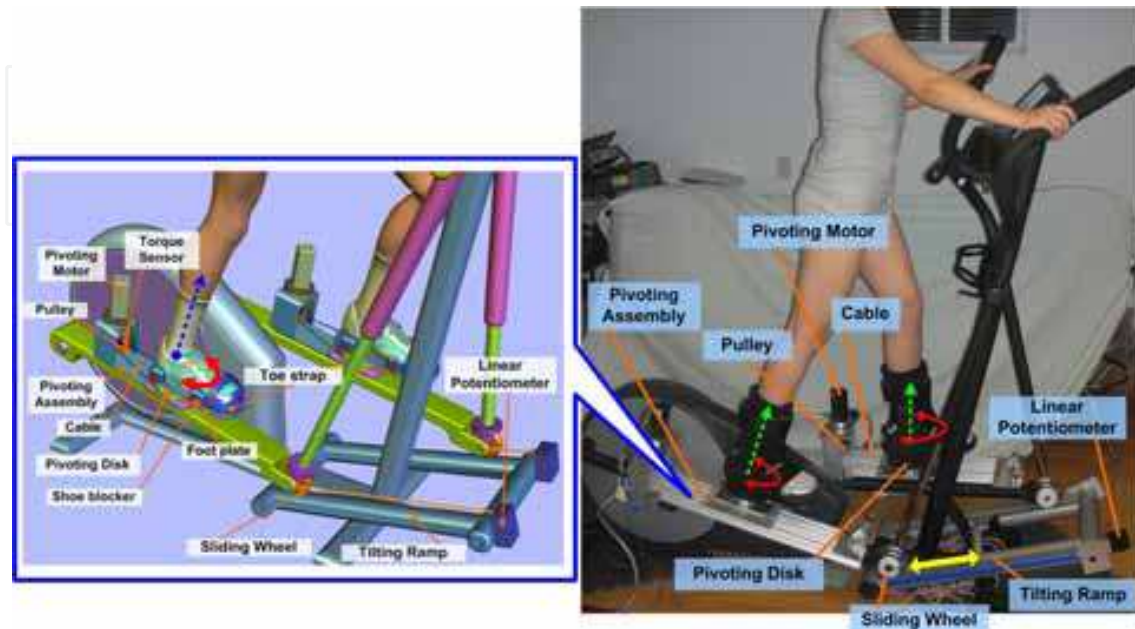 Torque
Sensor
Pivoting
Motor
Pulley
Pivoting
Assembly
Cable
Pivoting Disk
Shoe blocker
Foot plate
Toe strap
Linear
Potentiometer
Sliding Wheel
Tilting Ramp
Pivoting Motor
Pivoting
Assembly
Cable
Pulley
Linear
Potentiometer
Pivoting Disk
Tilting Ramp
Sliding Wheel